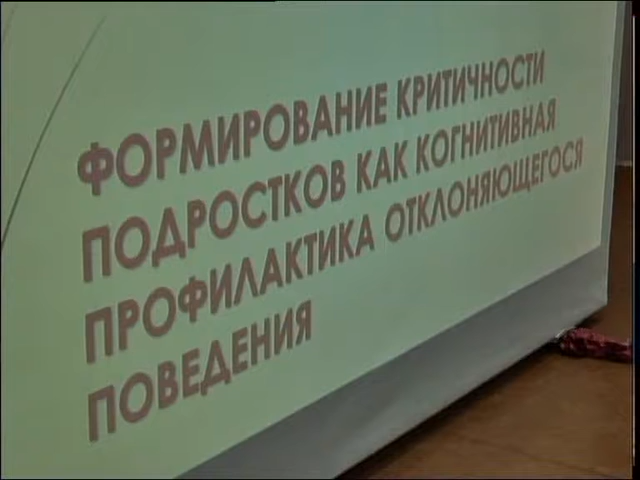 ФОРМИРОВАНИЕ КРИТИЧНОСТИ
ПОДРОСТКОВ КАК КОГНИТИВНАЯ
ПРОФИЛАКТИКА ОТКЛОНЯЮЩЕГОСЯ
ПОВЕДЕНИЯ